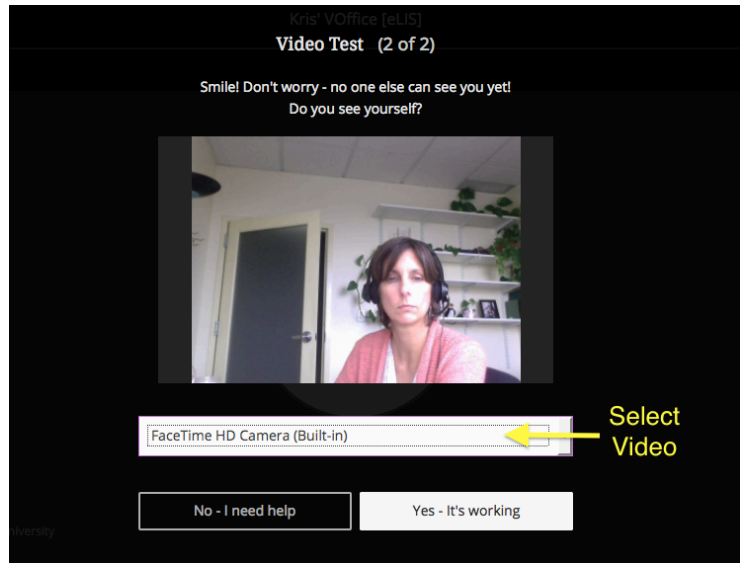 Kris' VOffice [eLIS]
Video Test (2 of 2)
Smile! Don't worry - no one else can see you yet!
Do you see yourself?
FaceTime HD Camera (Built-in)
Select
Video
No - I need help
Yes - It's working
niversity